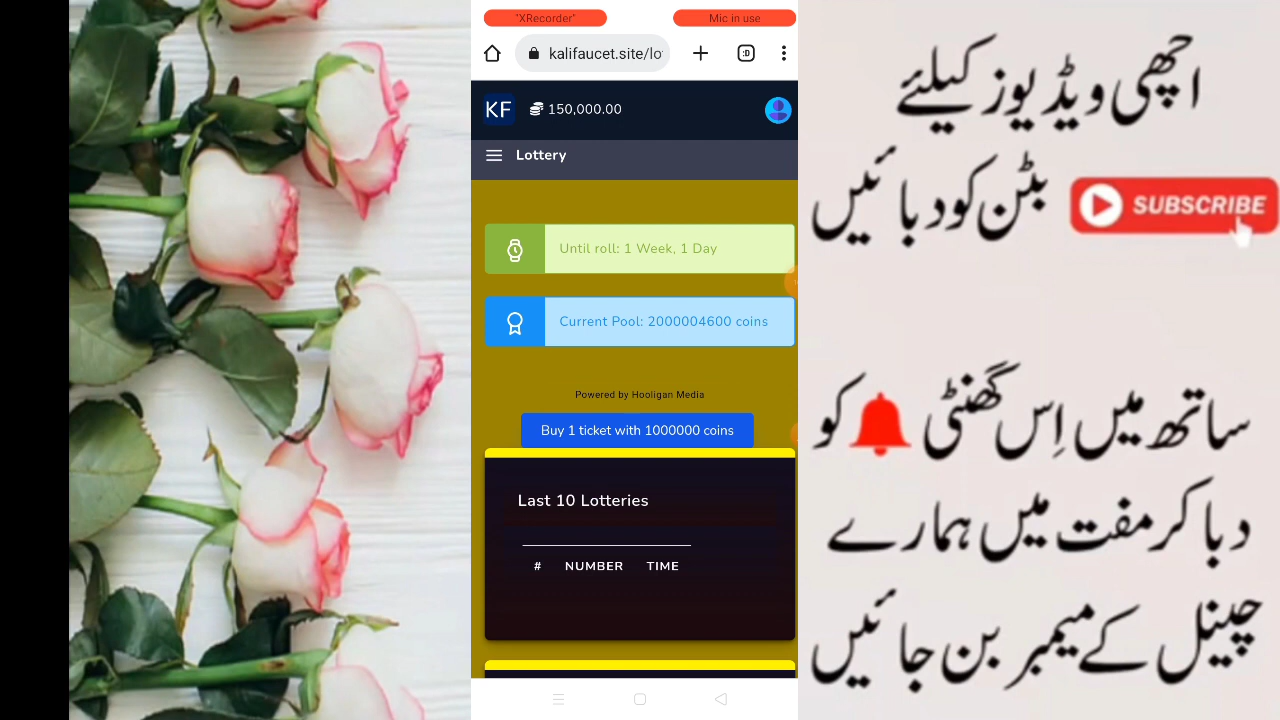 "XRecorder"
Mic in use
kalifaucet.site/lo
:D
KF
150,000.00
Lottery
Until roll: 1 Week, 1 Day
Current Pool: 2000004600 coins
Powered by Hooligan Media
Buy 1 ticket with 1000000 coins
Last 10 Lotteries
# NUMBER TIME
اچھی ویڈیوز کیلئے
SUBSCRIBE بٹن کو دبائیں
ساتھ میں اِس گھنٹی کو
دبا کر مفت میں ہمارے
چینل کے میمبر بن جائیں